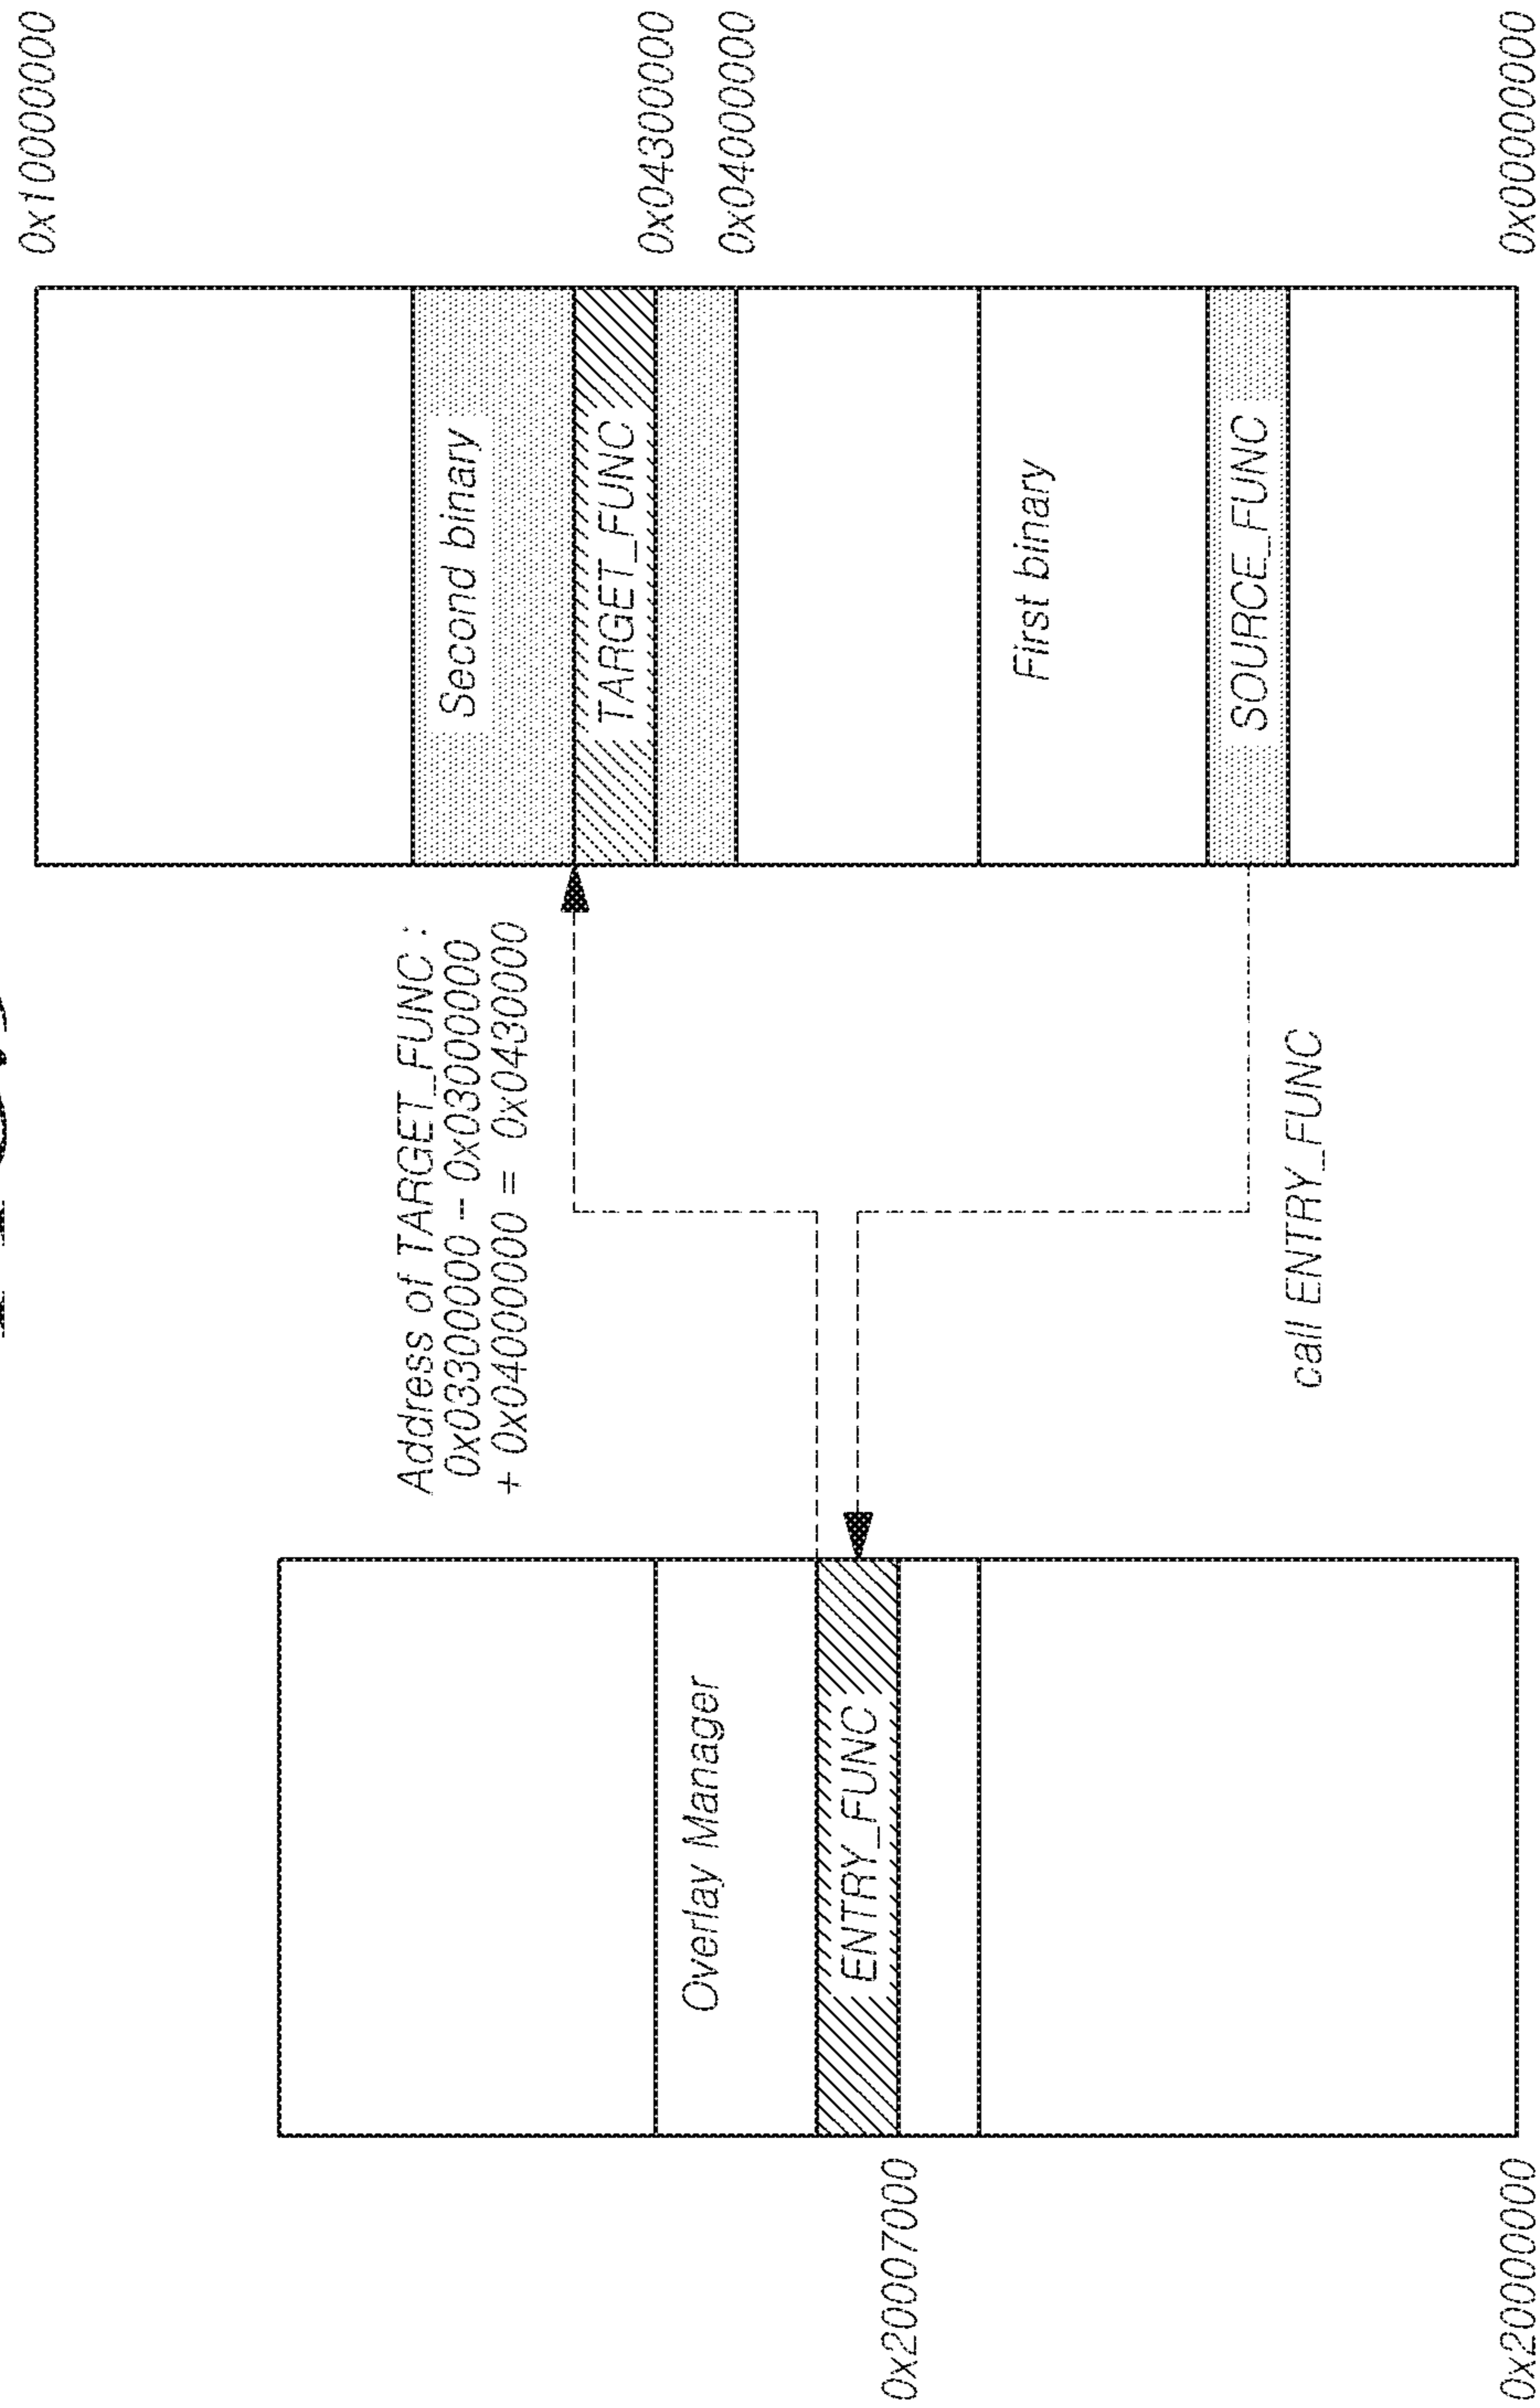 0x10000000
0x04300000
0x04000000
0x00000000
Second binary
TARGET_FUNC
First binary
SOURCE_FUNC
Address of TARGET_FUNC :
0x03300000 – 0x03000000
+ 0x04000000 = 0x0430000
call ENTRY_FUNC
Overlay Manager
ENTRY_FUNC
0x20007000
0x20000000